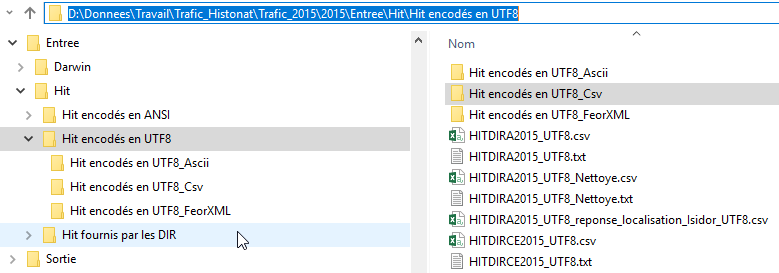 D:\Donnees\Travail\Trafic_Histonat\Trafic_2015\2015\Entree\Hit\Hit encodés en UTF8
Entree
Darwin
Hit
Hit encodés en ANSI
Hit encodés en UTF8
Hit encodés en UTF8_Ascii
Hit encodés en UTF8_Csv
Hit encodés en UTF8_FeorXML
Hit fournis par les DIR
Sortie
Nom
Hit encodés en UTF8_Ascii
Hit encodés en UTF8_Csv
Hit encodés en UTF8_FeorXML
HITDIRA2015_UTF8.csv
HITDIRA2015_UTF8.txt
HITDIRA2015_UTF8_Nettoye.csv
HITDIRA2015_UTF8_Nettoye.txt
HITDIRA2015_UTF8_reponse_localisation_Isidor_UTF8.csv
HITDIRCE2015_UTF8.csv
HITDIRCE2015_UTF8.txt